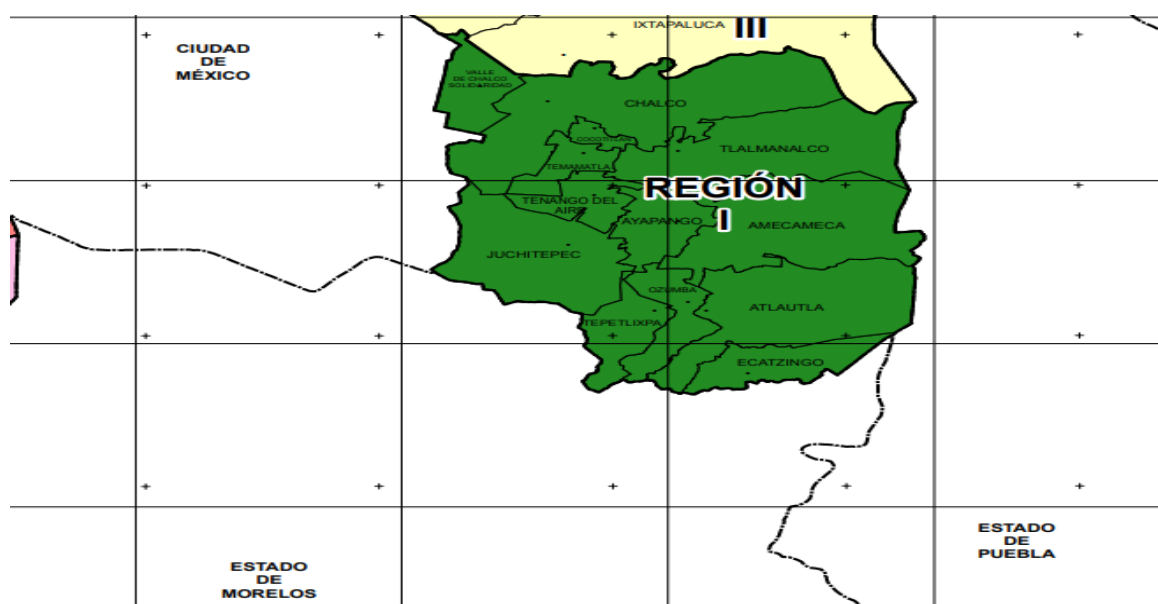 IXTAPALUCA
III
CIUDAD
DE
MÉXICO
VALLE
DE CHALCO
SOLIDARIDAD
CHALCO
COCOTITLÁN
TLALMANALCO
TEMAMATLA
REGIÓN
I
TENANGO DEL
AIRE
AYAPANGO
AMECAMECA
JUCHITEPEC
OZUMBA
ATLAUTLA
TEPETLIXPA
ECATZINGO
ESTADO
DE
PUEBLA
ESTADO
DE
MORELOS